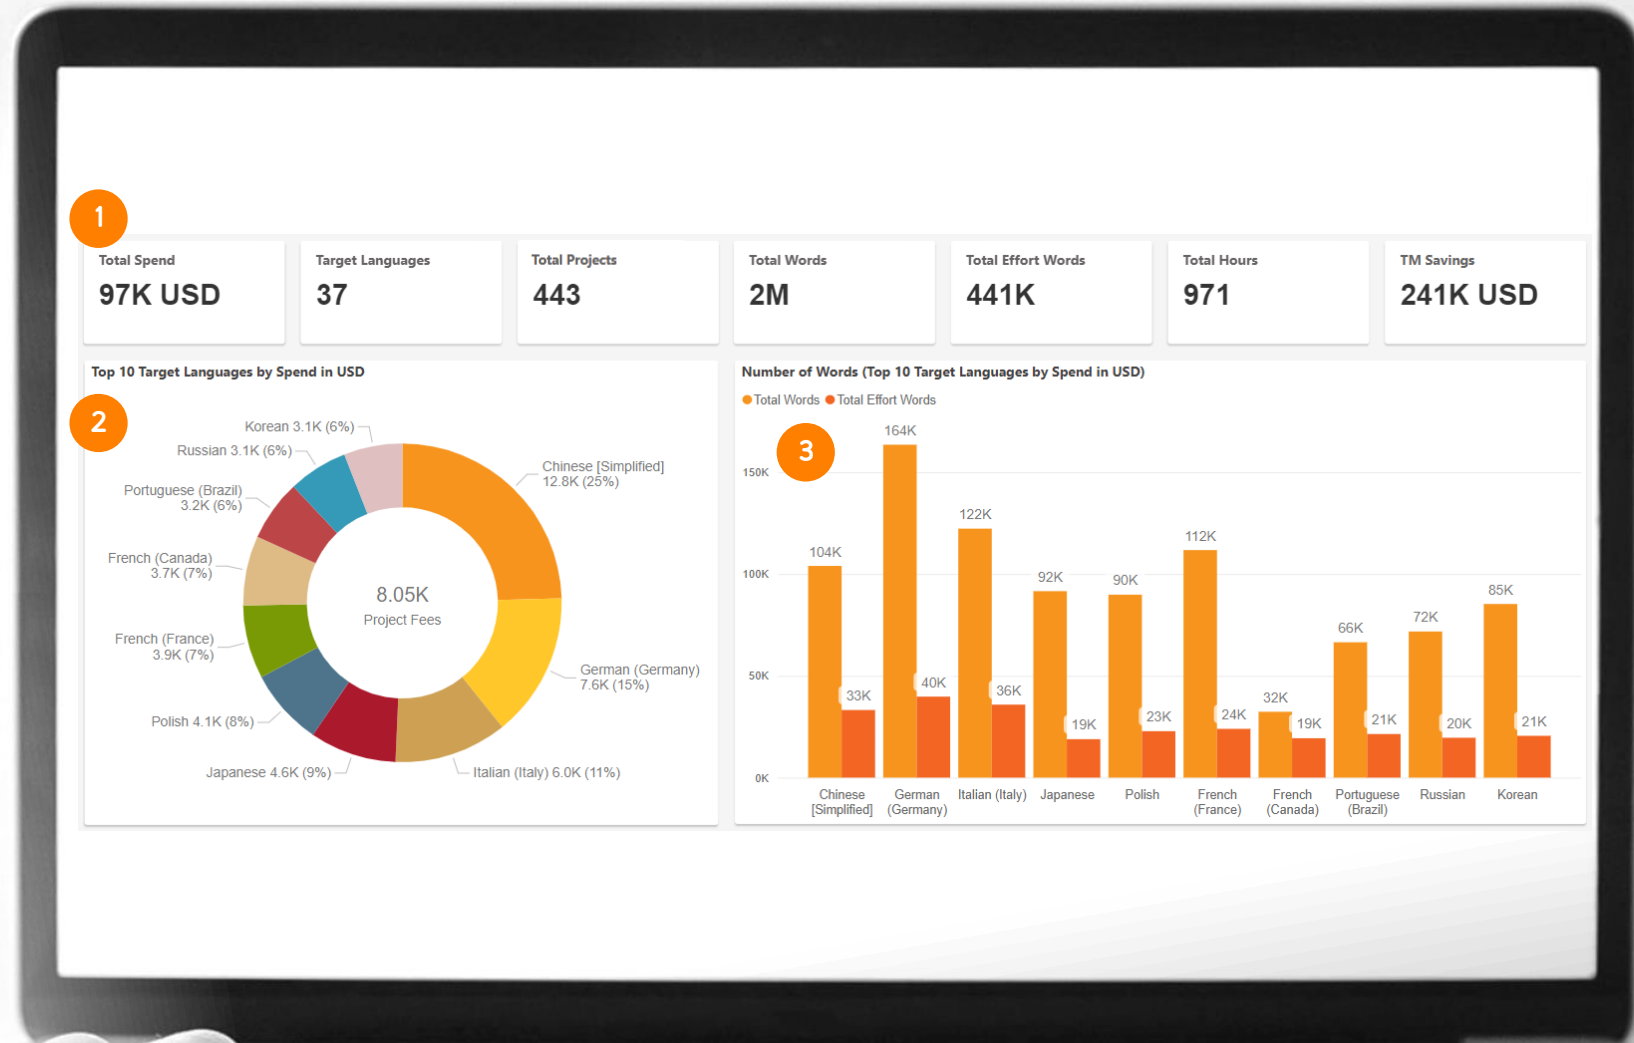 1
Total Spend
97K USD
Target Languages
37
Total Projects
443
Total Words
2M
Total Effort Words
441K
Total Hours
971
TM Savings
241K USD
Top 10 Target Languages by Spend in USD
2
Korean 3.1K (6%)
Russian 3.1K (6%)
Portuguese (Brazil)
3.2K (6%)
French (Canada)
3.7K (7%)
French (France)
3.9K (7%)
Polish 4.1K (8%)
Japanese 4.6K (9%)
Italian (Italy) 6.0K (11%)
German (Germany)
7.6K (15%)
Chinese [Simplified]
12.8K (25%)
8.05K
Project Fees
Number of Words (Top 10 Target Languages by Spend in USD)
Total Words Total Effort Words
3
150K
100K
50K
0K
104K
33K
164K
40K
122K
36K
92K
19K
90K
23K
112K
24K
32K
19K
66K
21K
72K
20K
85K
21K
Chinese
[Simplified]
German
(Germany)
Italian (Italy)
Japanese
Polish
French
(France)
French
(Canada)
Portuguese
(Brazil)
Russian
Korean